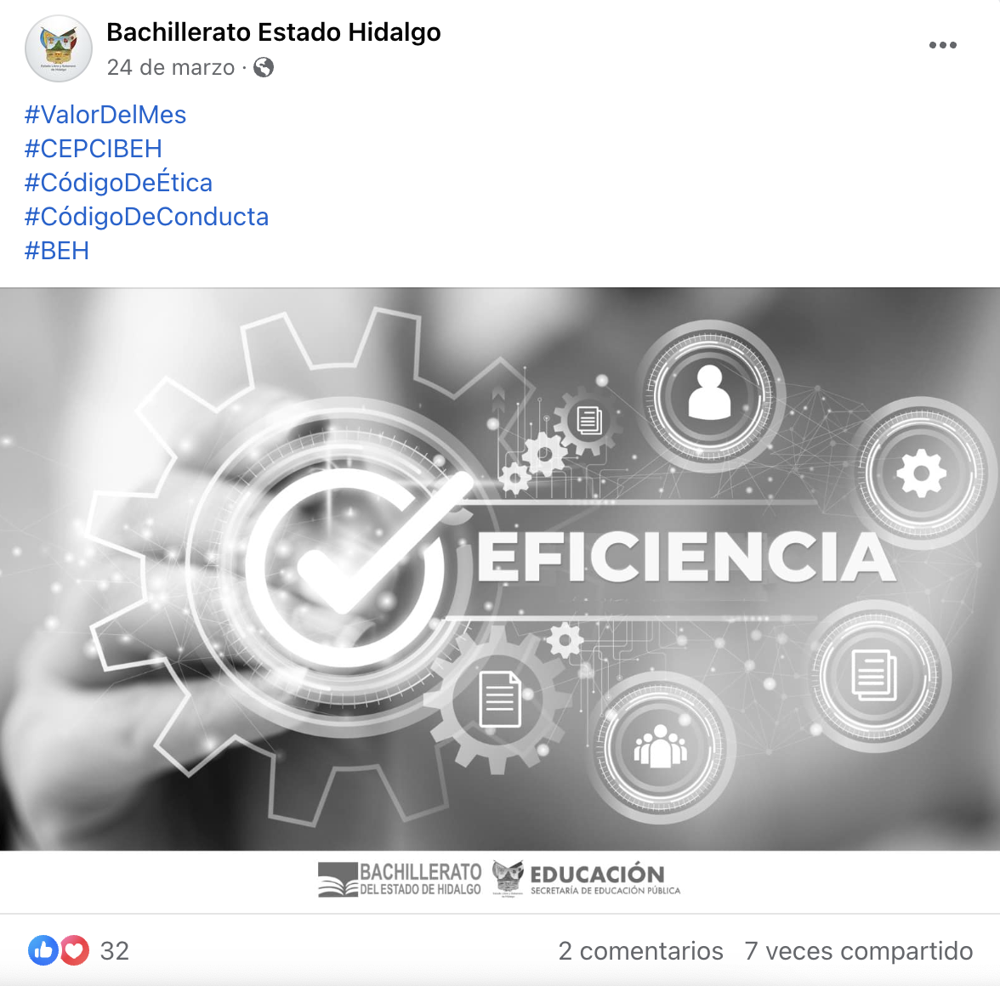 Bachillerato Estado Hidalgo
24 de marzo ·
#ValorDelMes
#CEPCIBEH
#CódigoDeÉtica
#CódigoDeConducta
#BEH
EFICIENCIA
BACHILLERATO
DEL ESTADO DE HIDALGO
EDUCACIÓN
SECRETARÍA DE EDUCACIÓN PÚBLICA
32
2 comentarios 7 veces compartido